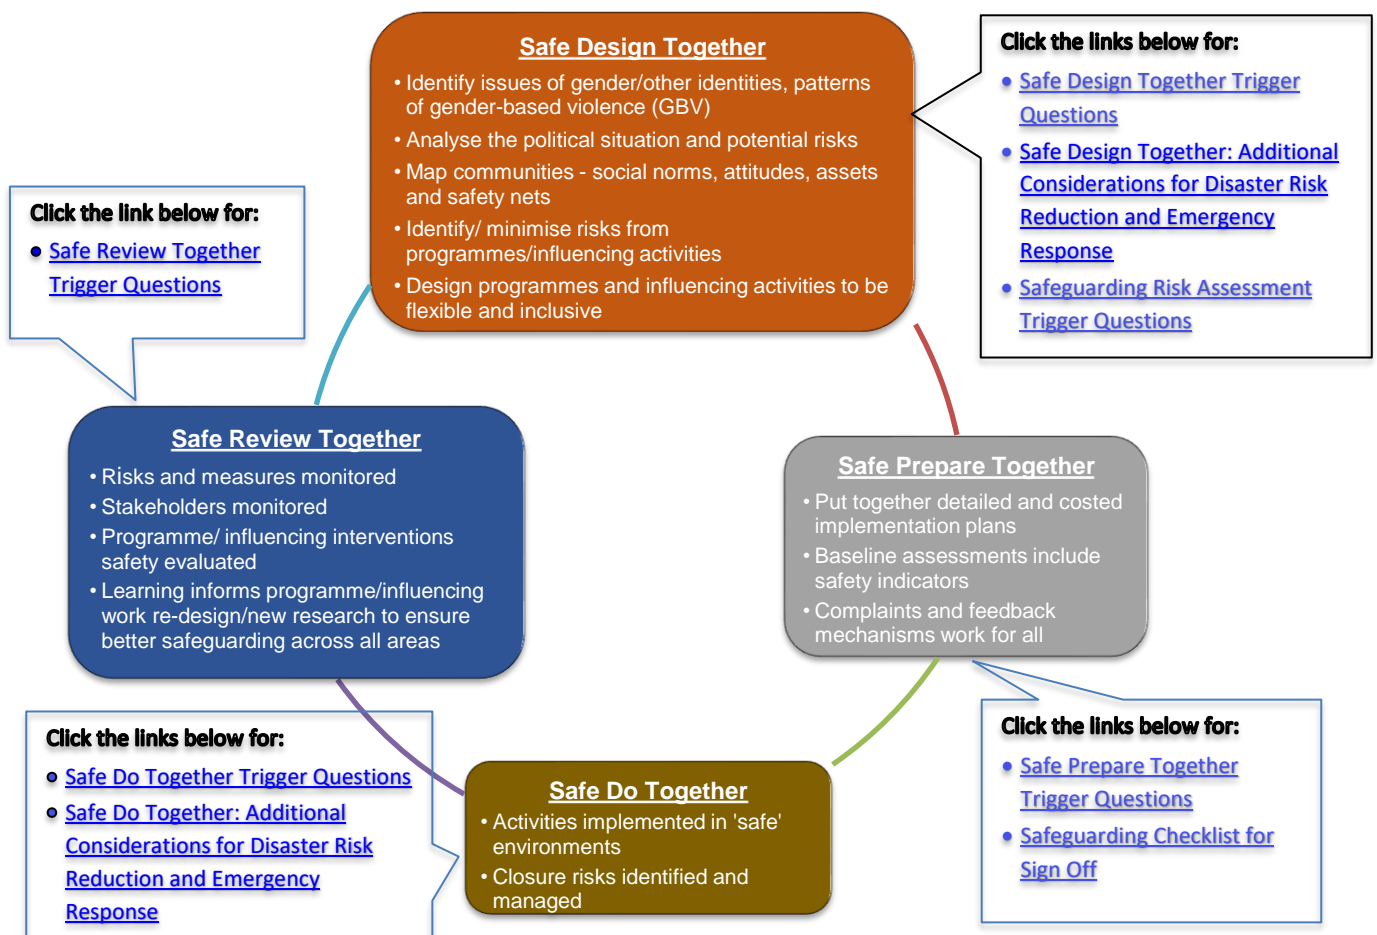 Safe Design Together
• Identify issues of gender/other identities, patterns
of gender-based violence (GBV)
• Analyse the political situation and potential risks
• Map communities - social norms, attitudes, assets
and safety nets
• Identify/ minimise risks from
programmes/influencing activities
• Design programmes and influencing activities to be
flexible and inclusive
Click the links below for:
• Safe Design Together Trigger
Questions
• Safe Design Together: Additional
Considerations for Disaster Risk
Reduction and Emergency
Response
• Safeguarding Risk Assessment
Trigger Questions
Click the link below for:
• Safe Review Together
Trigger Questions
Safe Review Together
• Risks and measures monitored
• Stakeholders monitored
• Programme/ influencing interventions
safety evaluated
• Learning informs programme/influencing
work re-design/new research to ensure
better safeguarding across all areas
Safe Prepare Together
• Put together detailed and costed
implementation plans
• Baseline assessments include
safety indicators
• Complaints and feedback
mechanisms work for all
Click the links below for:
• Safe Do Together Trigger Questions
• Safe Do Together: Additional
Considerations for Disaster Risk
Reduction and Emergency
Response
Safe Do Together
• Activities implemented in 'safe'
environments
• Closure risks identified and
managed
Click the links below for:
• Safe Prepare Together
Trigger Questions
• Safeguarding Checklist for
Sign Off